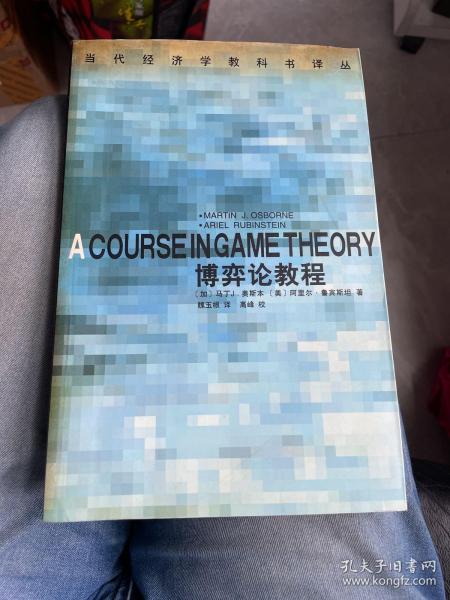 当代经济学教科书译丛
• MARTIN J. OSBORNE
• ARIEL RUBINSTEIN
A COURSE IN GAME THEORY
博弈论教程
〔加〕马丁J. 奥斯本 〔美〕阿里尔·鲁宾斯坦 著
魏玉根 译 高峰 校
孔夫子旧书网
www.kongfz.com